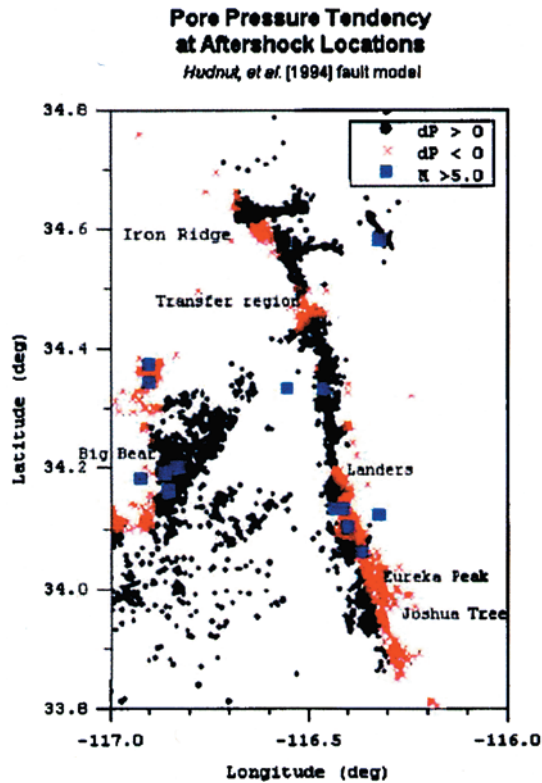 Pore Pressure Tendency
at Aftershock Locations
Hudnut, et al. [1994] fault model
34.8
dP > 0
dP < 0
M >5.0
34.6
Iron Ridge
Transfer region
34.4
Latitude (deg)
Big Bear
34.2
Landers
34.0
Eureka Peak
Joshua Tree
33.8
-117.0
-116.5
-116.0
Longitude (deg)